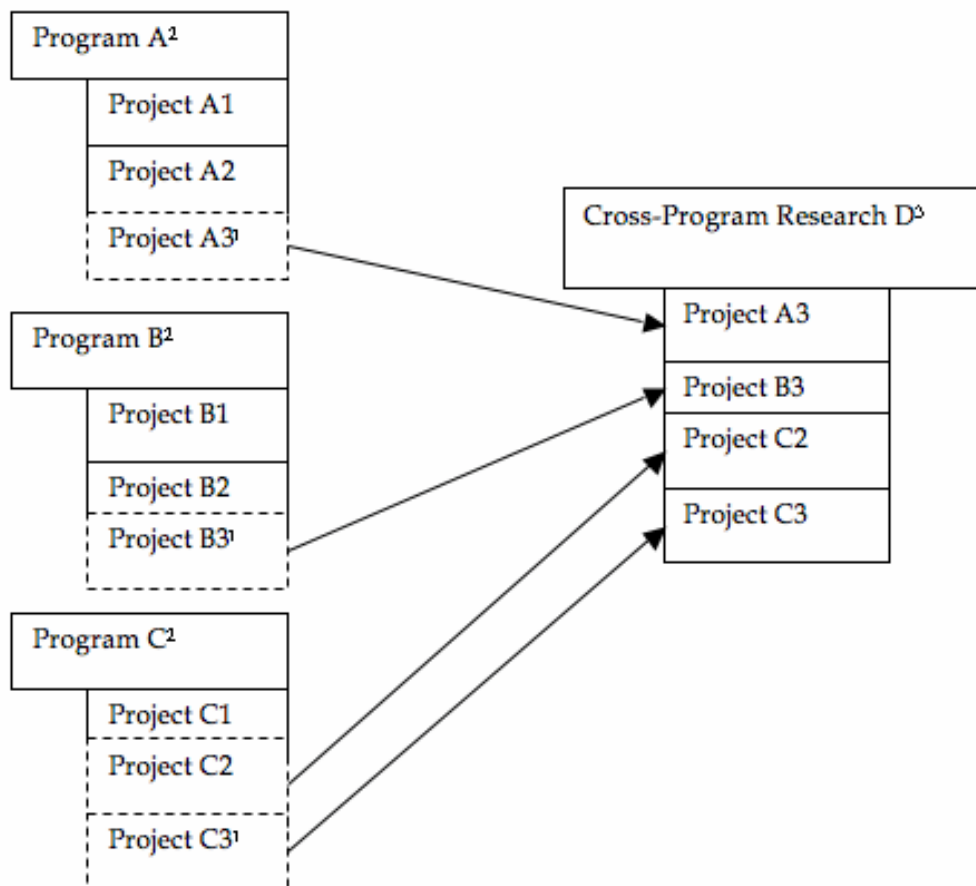 Program A²
Project A1
Project A2
Project A3¹
Program B²
Project B1
Project B2
Project B3¹
Program C²
Project C1
Project C2
Project C3¹
Cross-Program Research D³
Project A3
Project B3
Project C2
Project C3